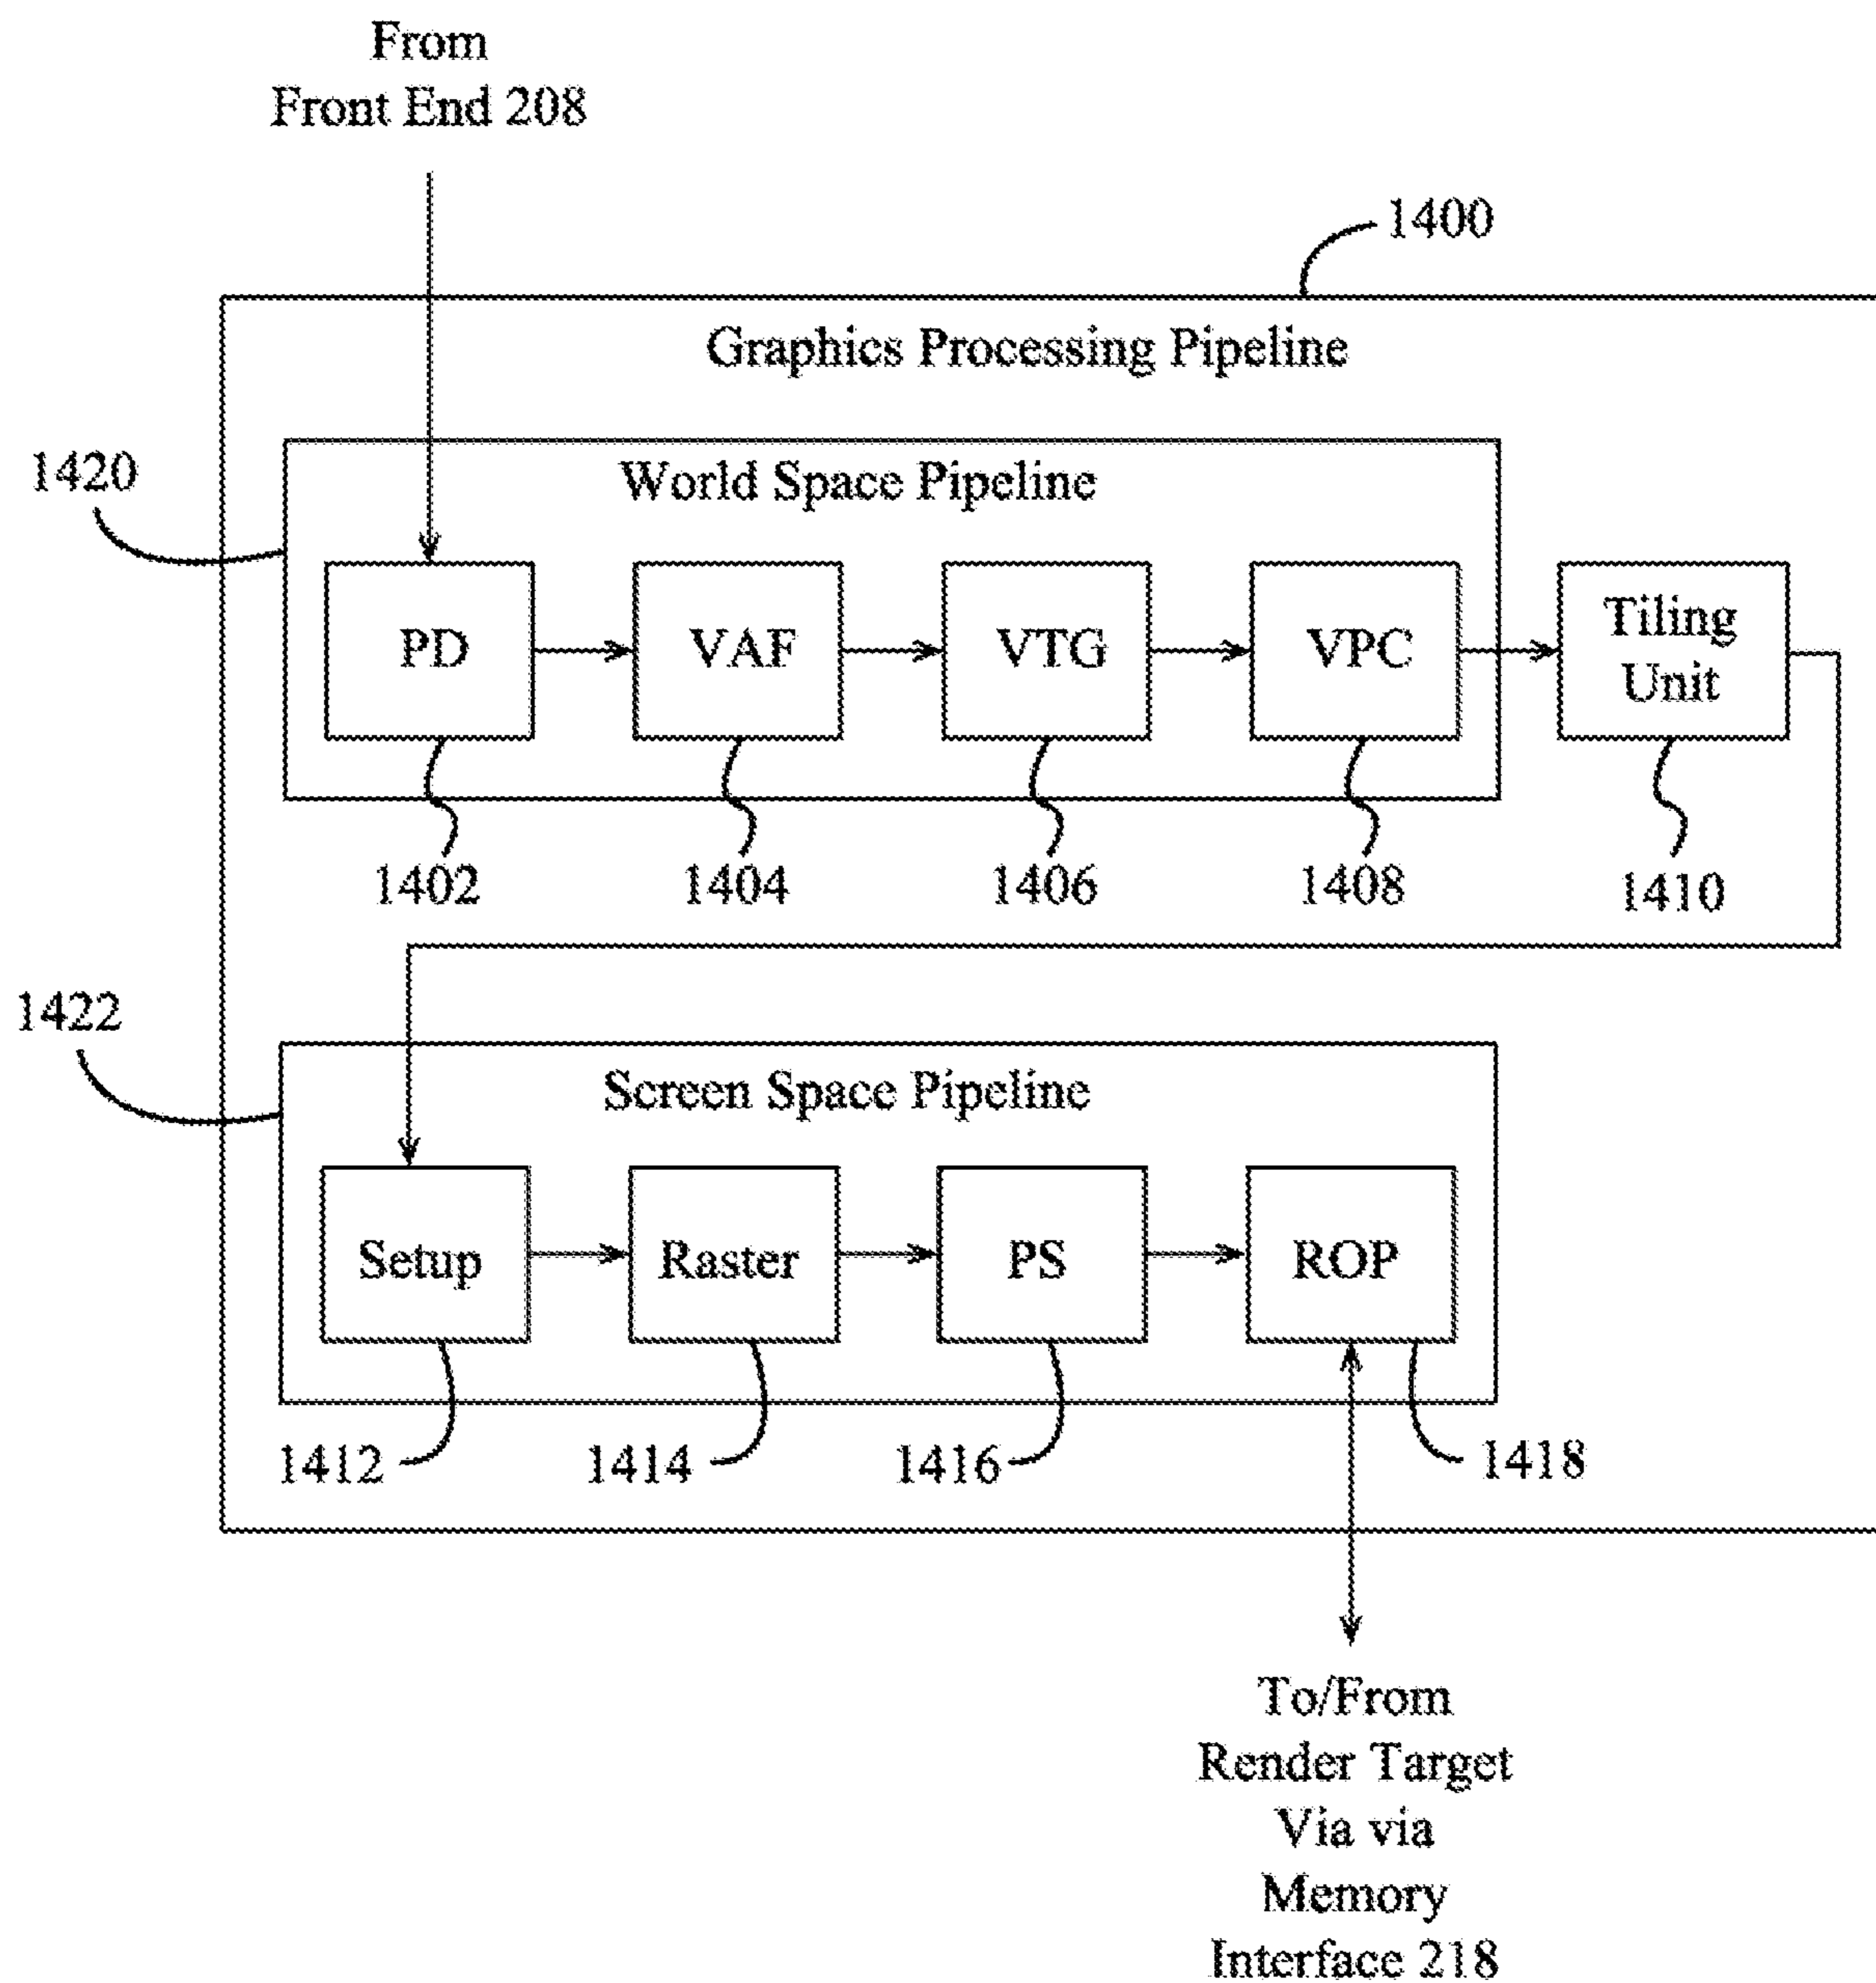 From
Front End 208
1400
Graphics Processing Pipeline
1420
World Space Pipeline
PD
VAF
VTG
VPC
Tiling
Unit
1402
1404
1406
1408
1410
1422
Screen Space Pipeline
Setup
Raster
PS
ROP
1412
1414
1416
1418
To/From
Render Target
Via via
Memory
Interface 218